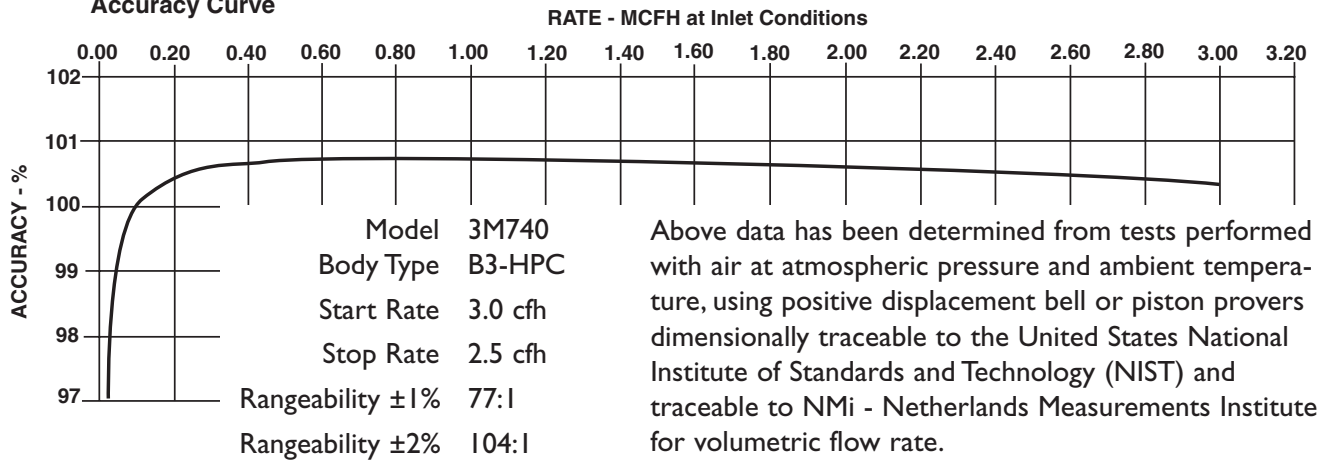 Accuracy Curve
RATE - MCFH at Inlet Conditions
0.00 0.20 0.40 0.60 0.80 1.00 1.20 1.40 1.60 1.80 2.00 2.20 2.40 2.60 2.80 3.00 3.20
102
101
100
99
98
97
ACCURACY - %
Model 3M740
Body Type B3-HPC
Start Rate 3.0 cfh
Stop Rate 2.5 cfh
Rangeability ±1% 77:1
Rangeability ±2% 104:1
Above data has been determined from tests performed
with air at atmospheric pressure and ambient tempera-
ture, using positive displacement bell or piston provers
dimensionally traceable to the United States National
Institute of Standards and Technology (NIST) and
traceable to NMi - Netherlands Measurements Institute
for volumetric flow rate.